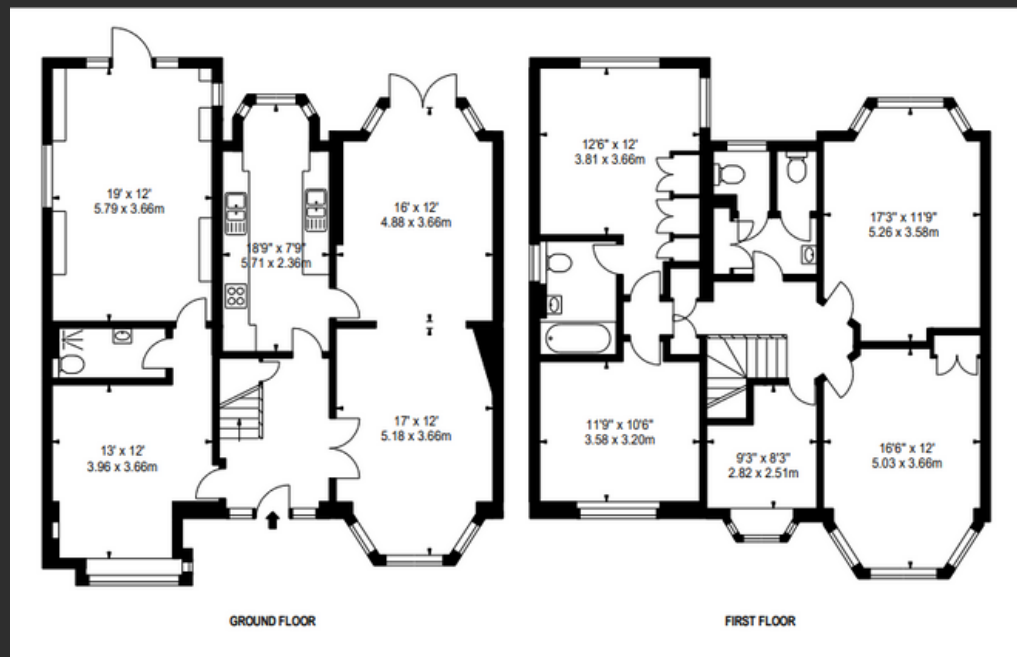 19' x 12'
5.79 x 3.66m
18'9" x 7'9"
5.71 x 2.36m
16' x 12'
4.88 x 3.66m
13' x 12'
3.96 x 3.66m
17' x 12'
5.18 x 3.66m
GROUND FLOOR
12'6" x 12'
3.81 x 3.66m
17'3" x 11'9"
5.26 x 3.58m
11'9" x 10'6"
3.58 x 3.20m
9'3" x 8'3"
2.82 x 2.51m
16'6" x 12'
5.03 x 3.66m
FIRST FLOOR